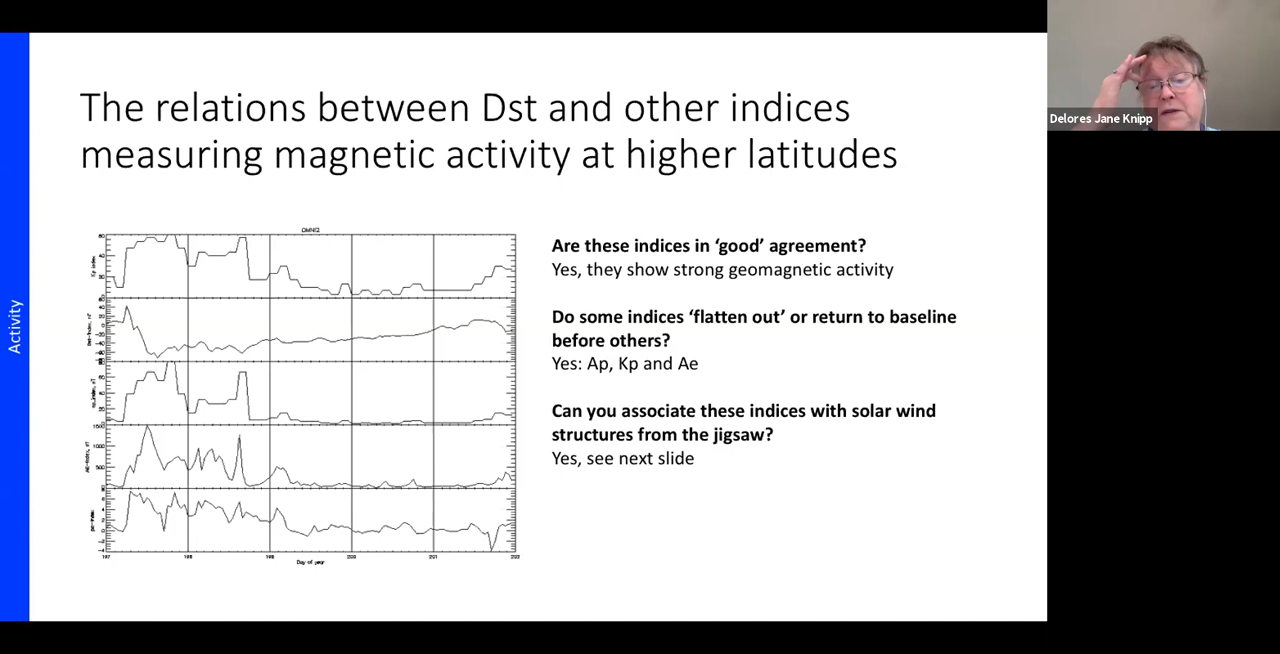 Activity
The relations between Dst and other indices
measuring magnetic activity at higher latitudes
OMNI2
Kp index
Day of year
Are these indices in ‘good’ agreement?
Yes, they show strong geomagnetic activity
Do some indices ‘flatten out’ or return to baseline
before others?
Yes: Ap, Kp and Ae
Can you associate these indices with solar wind
structures from the jigsaw?
Yes, see next slide
Delores Jane Knipp